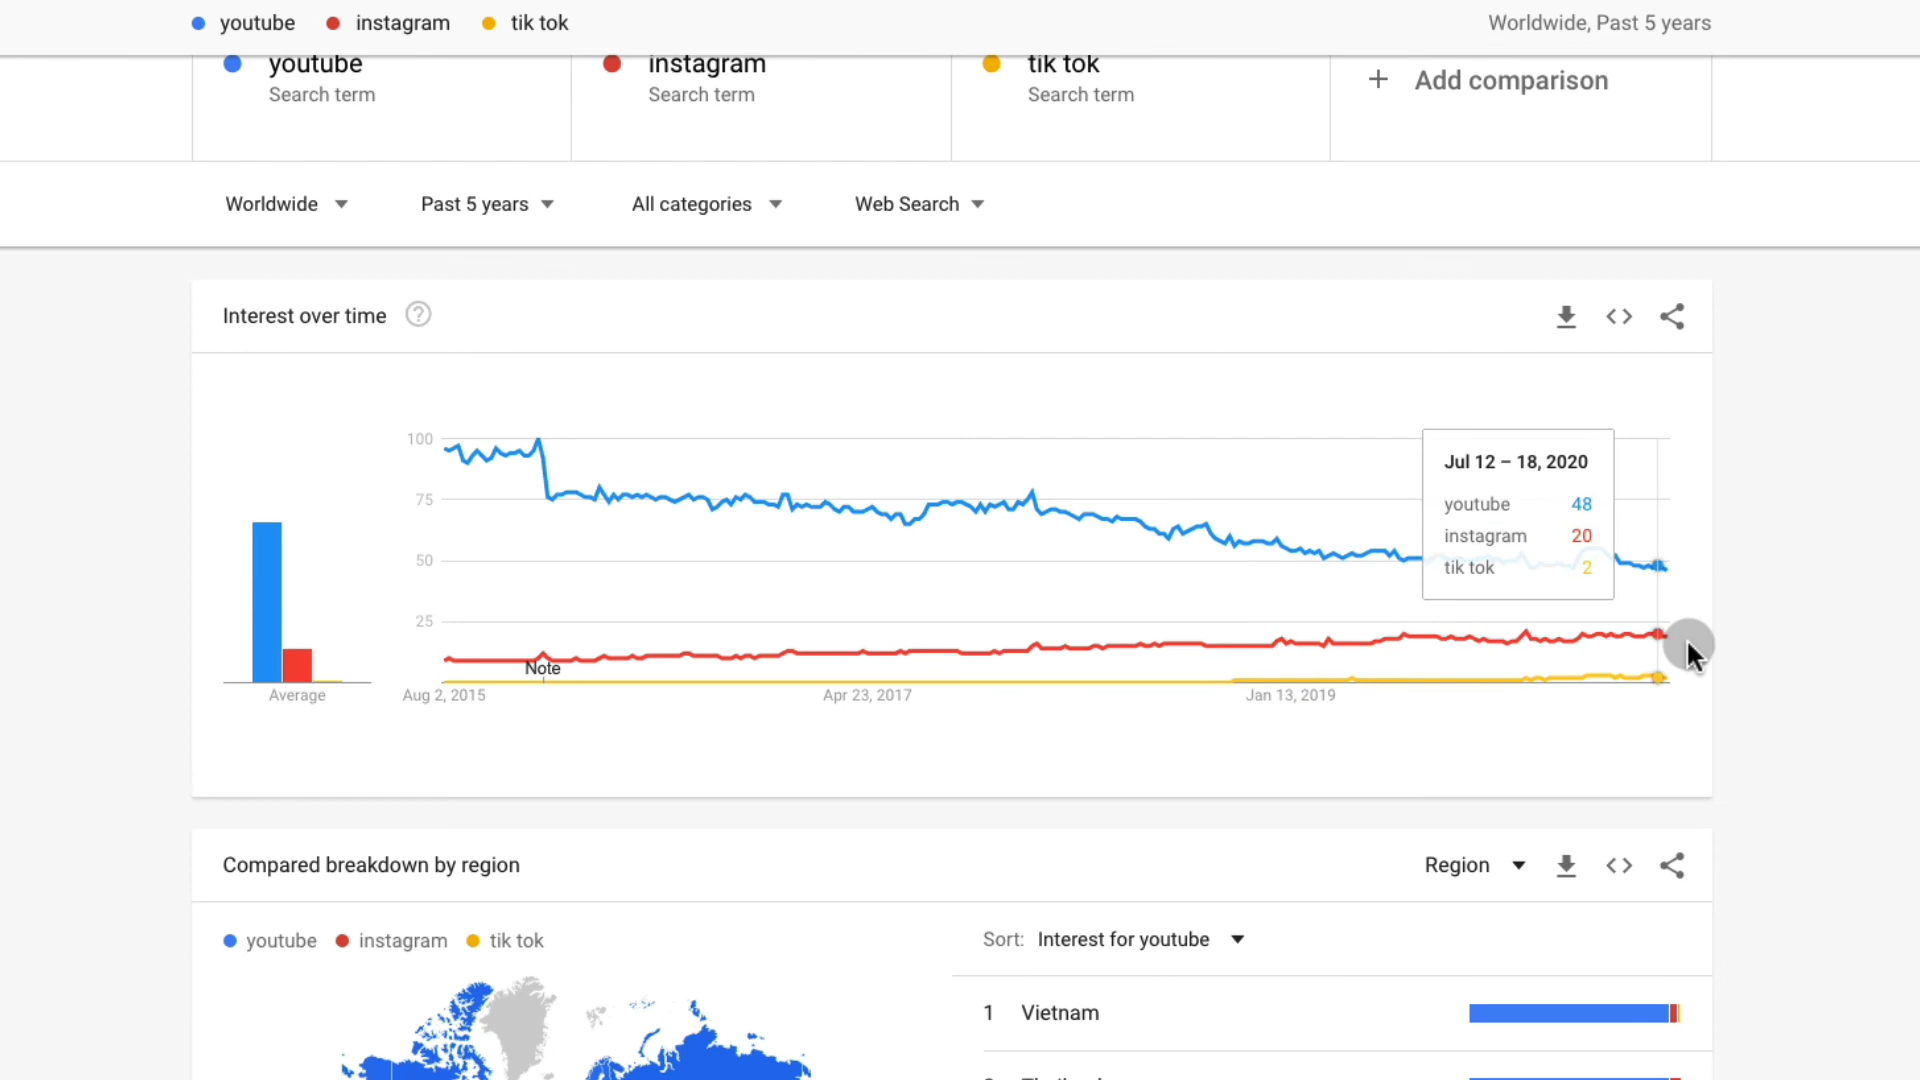 youtube instagram tik tok Worldwide, Past 5 years
youtube instagram tik tok + Add comparison
Search term Search term Search term
Worldwide Past 5 years All categories Web Search
Interest over time ?
100
75
50
25
Jul 12 – 18, 2020
youtube 48
instagram 20
tik tok 2
Note
Average Aug 2, 2015 Apr 23, 2017 Jan 13, 2019
Compared breakdown by region Region
youtube instagram tik tok Sort: Interest for youtube
1 Vietnam